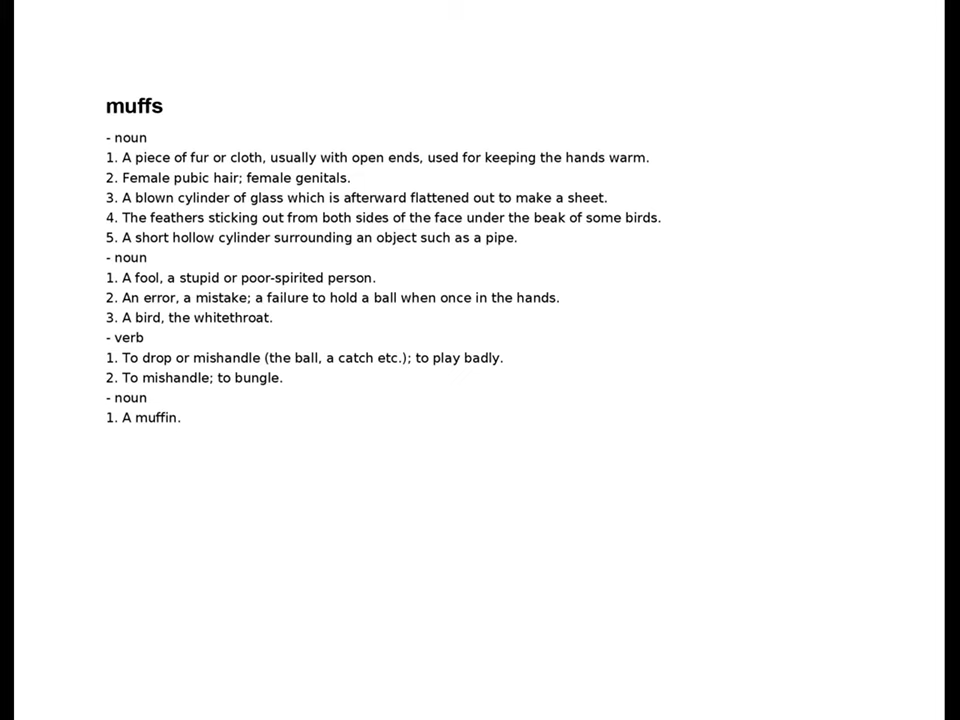 muffs
- noun
1. A piece of fur or cloth, usually with open ends, used for keeping the hands warm.
2. Female pubic hair; female genitals.
3. A blown cylinder of glass which is afterward flattened out to make a sheet.
4. The feathers sticking out from both sides of the face under the beak of some birds.
5. A short hollow cylinder surrounding an object such as a pipe.
- noun
1. A fool, a stupid or poor-spirited person.
2. An error, a mistake; a failure to hold a ball when once in the hands.
3. A bird, the whitethroat.
- verb
1. To drop or mishandle (the ball, a catch etc.); to play badly.
2. To mishandle; to bungle.
- noun
1. A muffin.